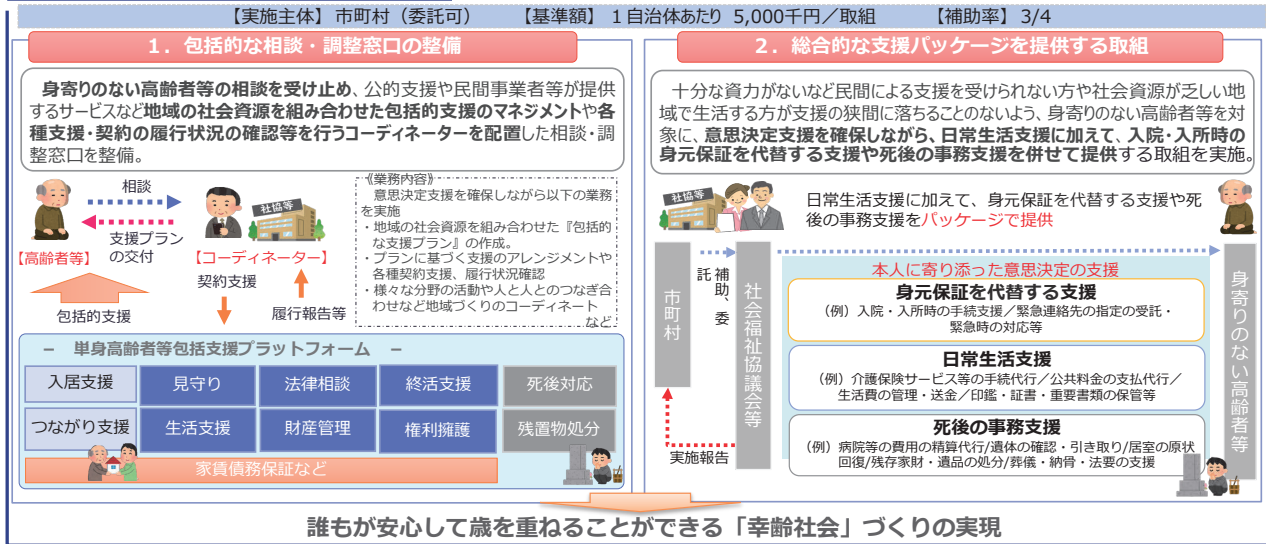 【実施主体】市町村（委託可） 【基準額】１自治体あたり 5,000千円／取組 【補助率】3/4
１．包括的な相談・調整窓口の整備
身寄りのない高齢者等の相談を受け止め、公的支援や民間事業者等が提供
するサービスなど地域の社会資源を組み合わせた包括的支援のマネジメントや各
種支援・契約の履行状況の確認等を行うコーディネーターを配置した相談・調
整窓口を整備。
相談
支援プラン
の交付
【高齢者等】
【コーディネーター】
社協等
包括的支援
契約支援
履行報告等
《業務内容》
意思決定支援を確保しながら以下の業務
を実施
・地域の社会資源を組み合わせた『包括的
な支援プラン』の作成。
・プランに基づく支援のアレンジメントや
各種契約支援、履行状況確認
・様々な分野の活動や人と人とのつなぎ合
わせなど地域づくりのコーディネート
など
－ 単身高齢者等包括支援プラットフォーム －
入居支援 見守り 法律相談 終活支援 死後対応
つながり支援 生活支援 財産管理 権利擁護 残置物処分
家賃債務保証など
２．総合的な支援パッケージを提供する取組
十分な資力がないなど民間による支援を受けられない方や社会資源が乏しい地
域で生活する方が支援の狭間に落ちることのないよう、身寄りのない高齢者等を対
象に、意思決定支援を確保しながら、日常生活支援に加えて、入院・入所時の
身元保証を代替する支援や死後の事務支援を併せて提供する取組を実施。
社協等
日常生活支援に加えて、身元保証を代替する支援や死
後の事務支援をパッケージで提供
市町村
補助、委
託
社会福祉協議会等
実施報告
本人に寄り添った意思決定の支援
身元保証を代替する支援
（例）入院・入所時の手続支援／緊急連絡先の指定の受託・
緊急時の対応等
日常生活支援
（例）介護保険サービス等の手続代行／公共料金の支払代行／
生活費の管理・送金／印鑑・証書・重要書類の保管等
死後の事務支援
（例）病院等の費用の精算代行/遺体の確認・引き取り/居室の原状
回復/残存家財・遺品の処分/葬儀・納骨・法要の支援
身寄りのない高齢者等
誰もが安心して歳を重ねることができる「幸齢社会」づくりの実現